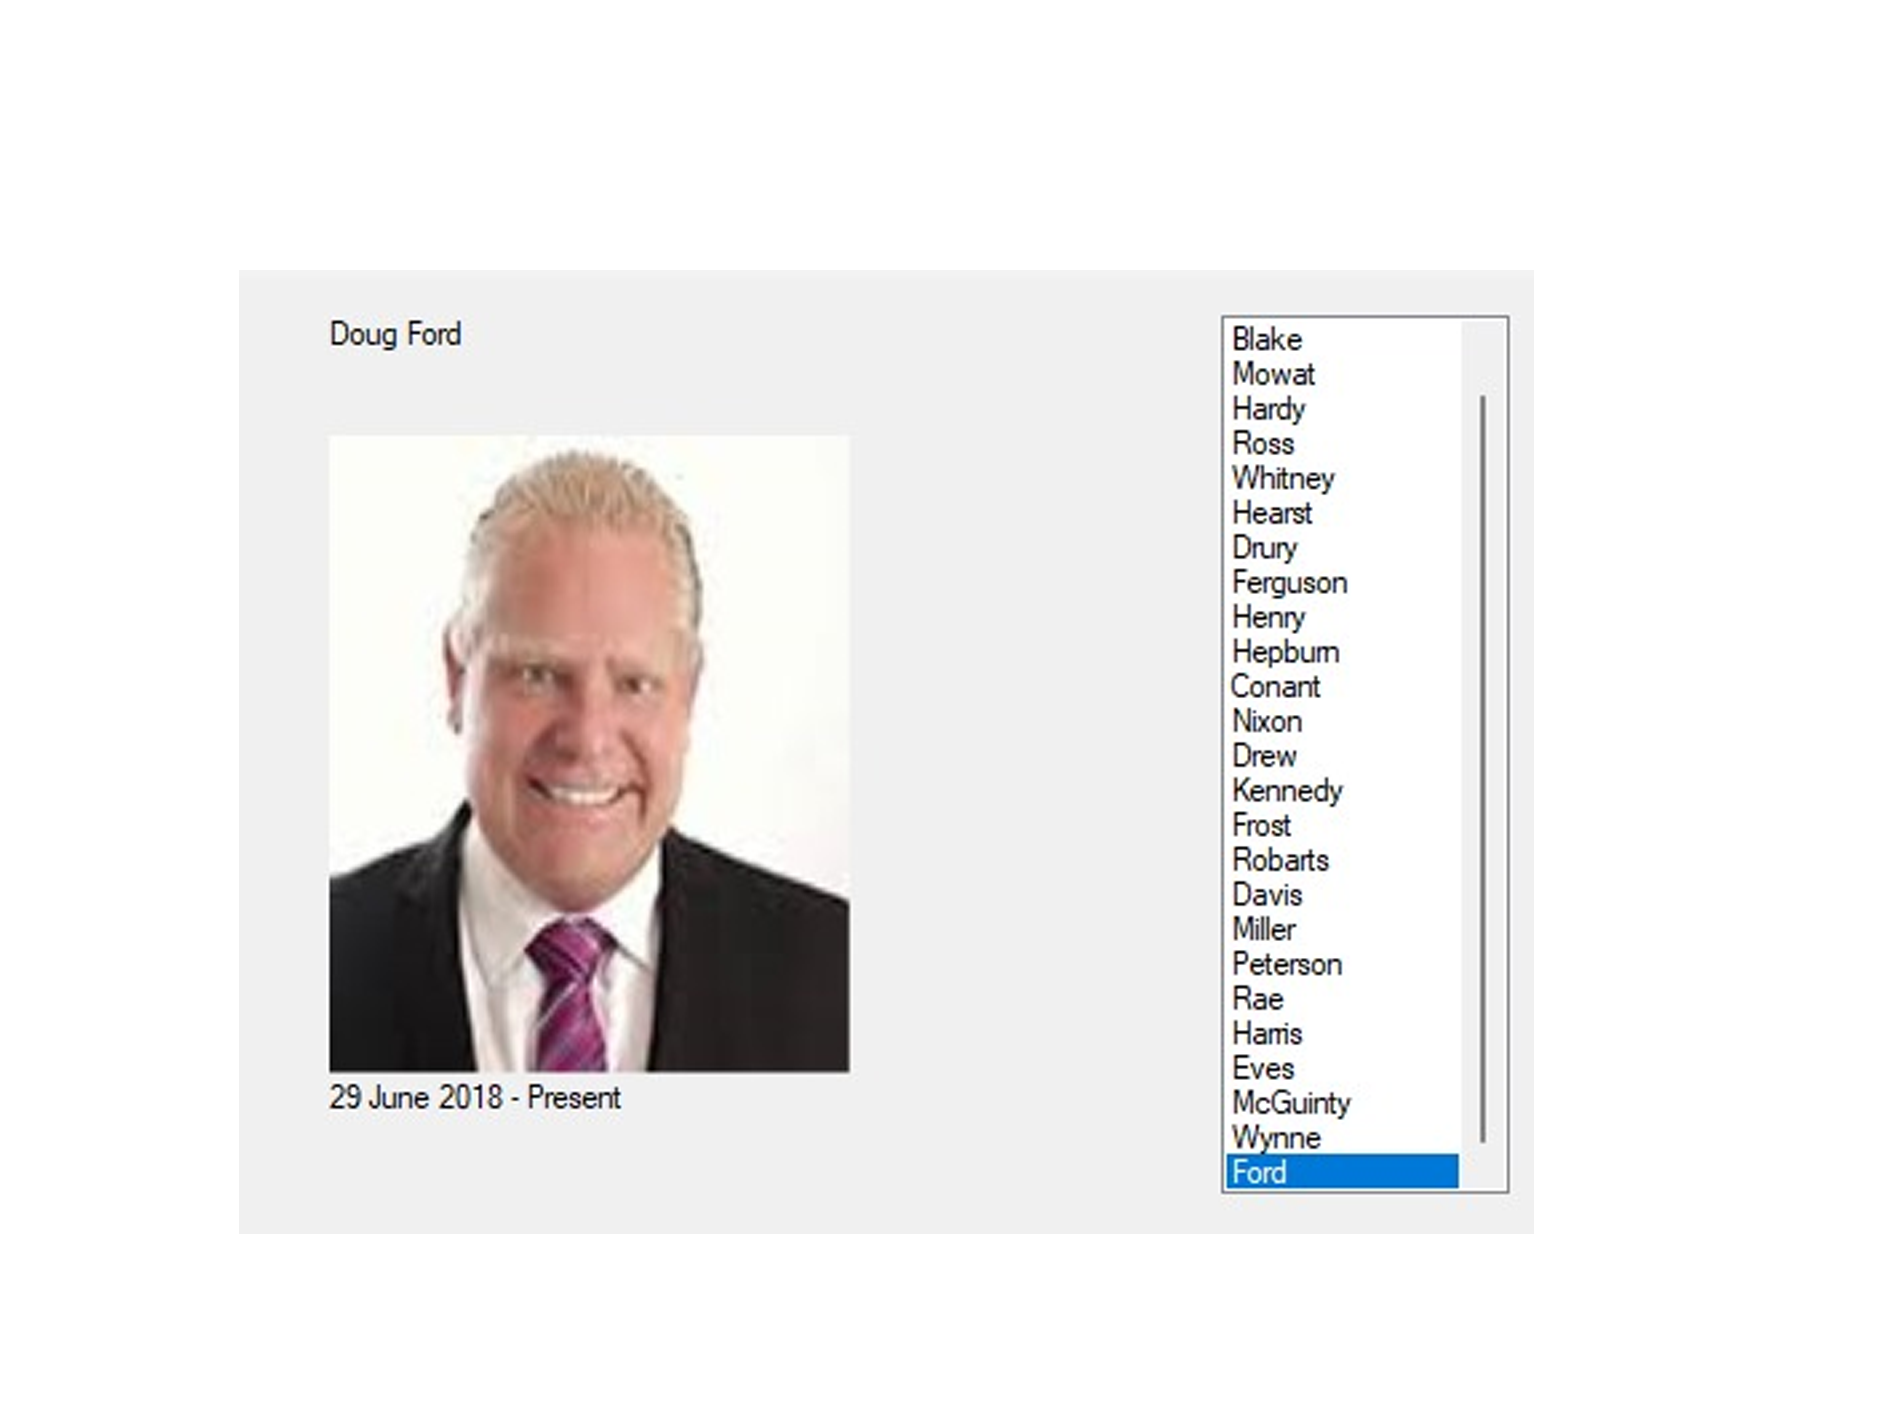 Doug Ford
29 June 2018 - Present
Blake
Mowat
Hardy
Ross
Whitney
Hearst
Drury
Ferguson
Henry
Hepburn
Conant
Nixon
Drew
Kennedy
Frost
Robarts
Davis
Miller
Peterson
Rae
Harris
Eves
McGuinty
Wynne
Ford